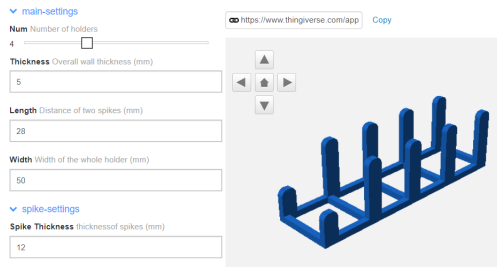 main-settings
Num Number of holders
4
Thickness Overall wall thickness (mm)
5
Length Distance of two spikes (mm)
28
Width Width of the whole holder (mm)
50
spike-settings
Spike Thickness thicknessof spikes (mm)
12
https://www.thingiverse.com/app Copy